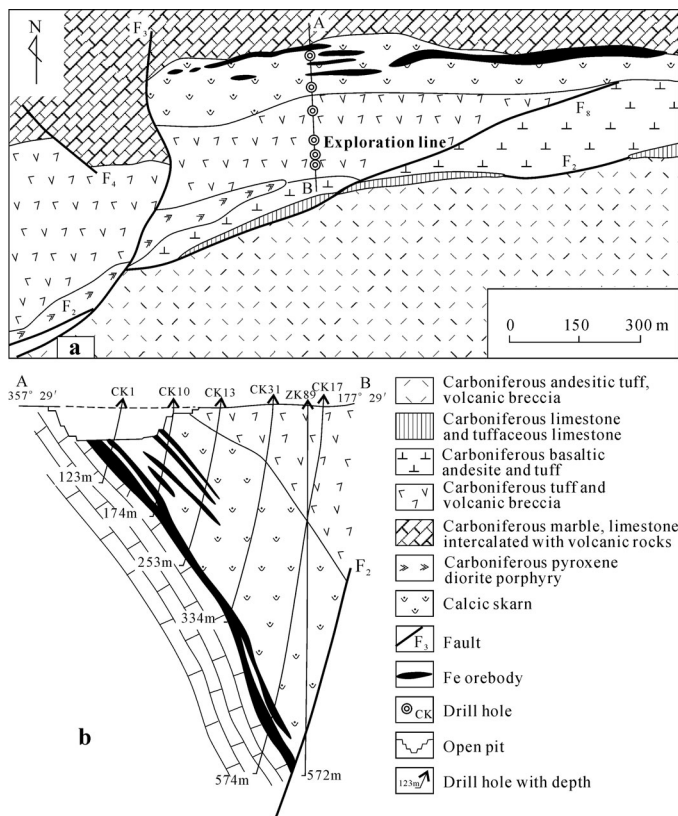 N
A
F3
F8
Exploration line
F4
B
F2
F2
a
0 150 300 m
A B
357° 29′ CK1 CK10 CK13 CK31 ZK89 CK17 177° 29′
123m
174m
253m
F2
334m
b
574m 572m
Carboniferous andesitic tuff,
volcanic breccia
Carboniferous limestone
and tuffaceous limestone
Carboniferous basaltic
andesite and tuff
Carboniferous tuff and
volcanic breccia
Carboniferous marble, limestone
intercalated with volcanic rocks
Carboniferous pyroxene
diorite porphyry
Calcic skarn
F3 Fault
Fe orebody
CK Drill hole
Open pit
123m Drill hole with depth